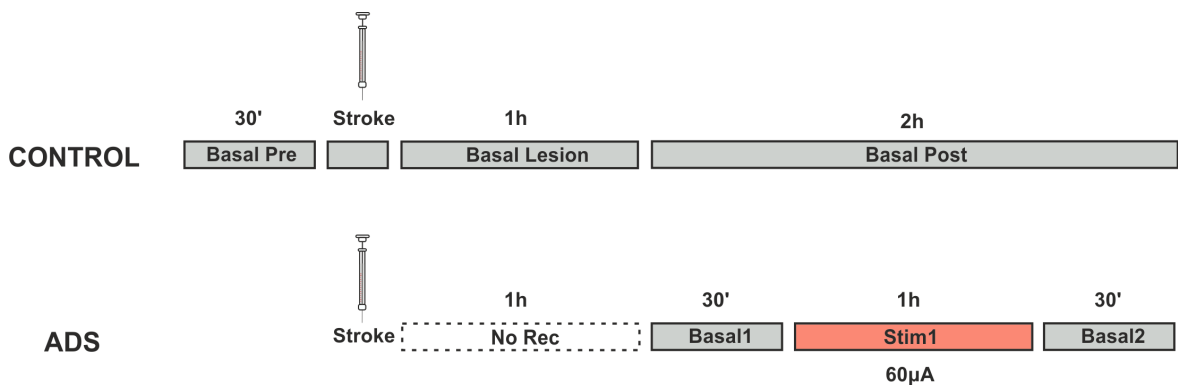 30'
Stroke
1h
2h
CONTROL
Basal Pre
Basal Lesion
Basal Post
1h
30'
1h
30'
ADS
Stroke
No Rec
Basal1
Stim1
Basal2
60µA